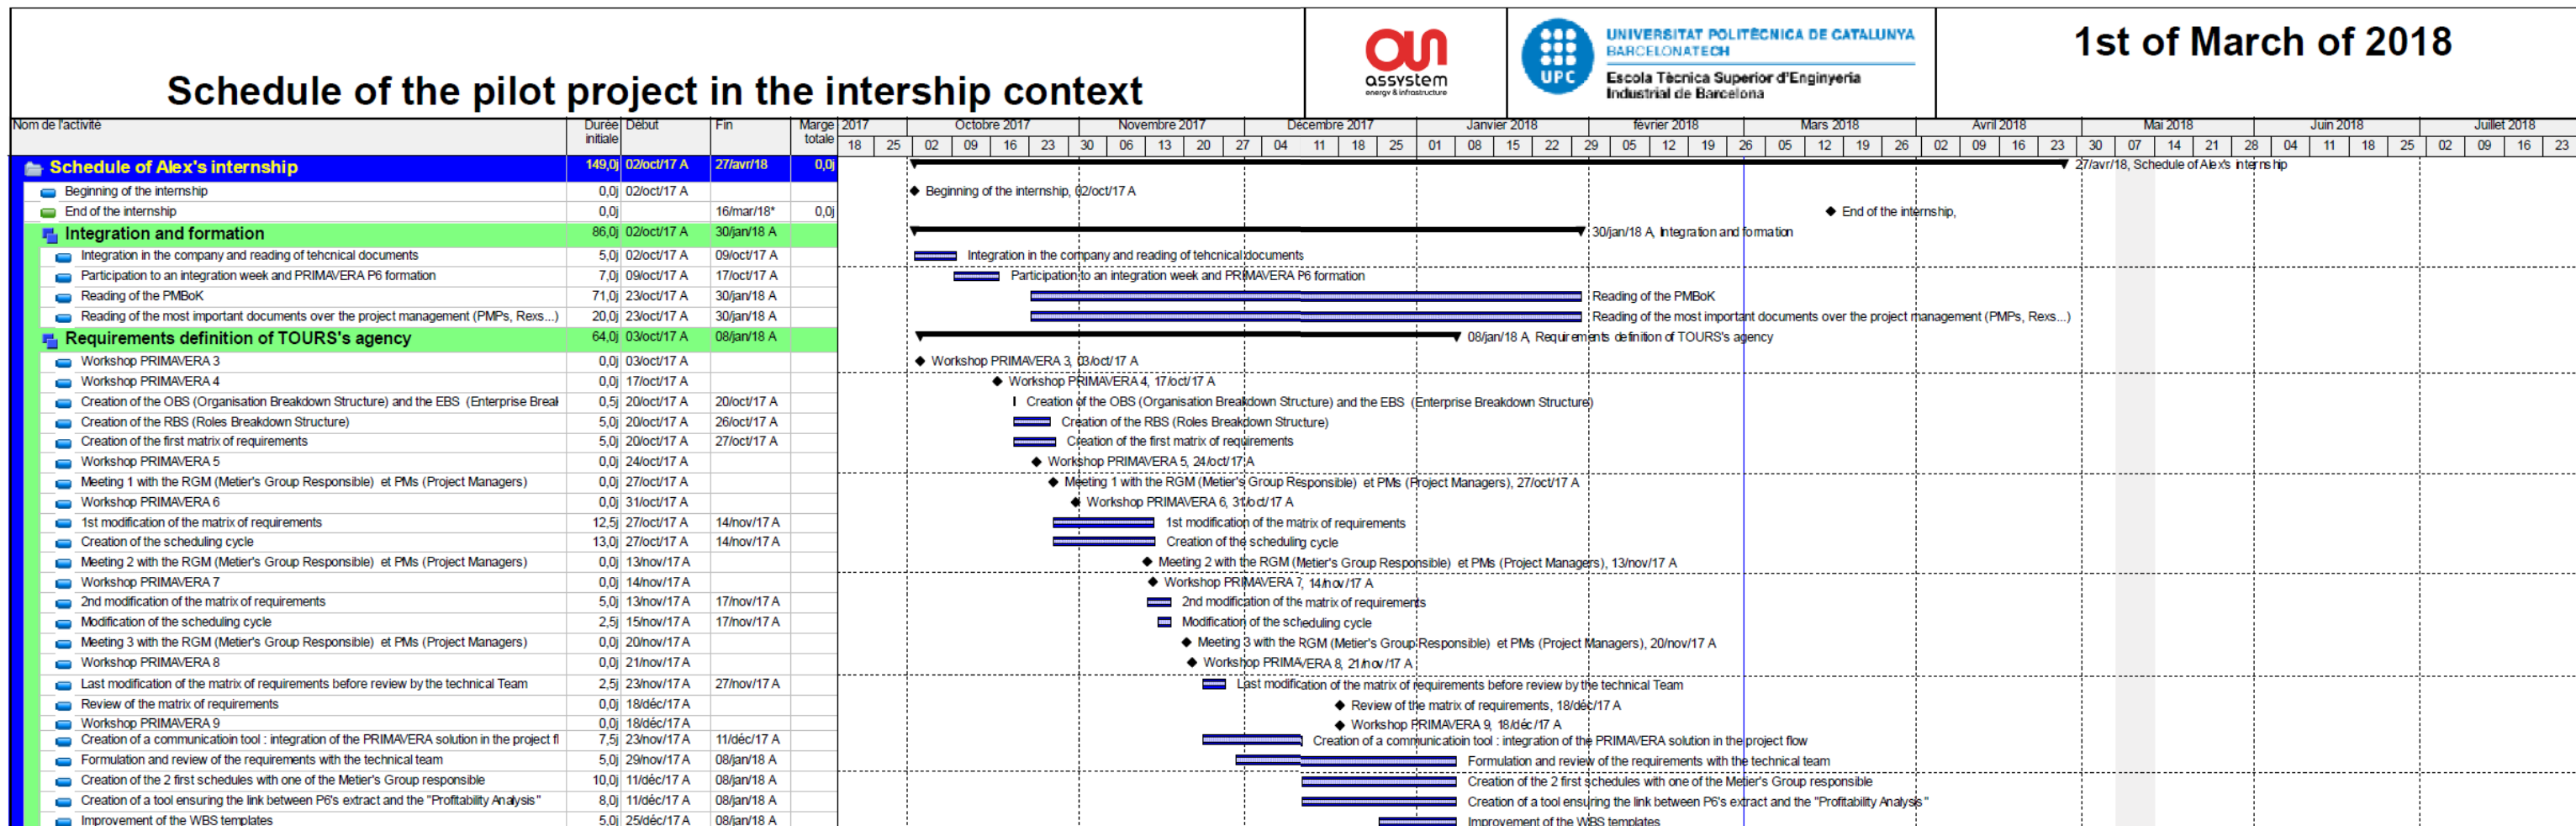 Schedule of the pilot project in the intership context
assystem
energy & infrastructure
UPC
UNIVERSITAT POLITÈCNICA DE CATALUNYA
BARCELONATECH
Escola Tècnica Superior d'Enginyeria
Industrial de Barcelona
1st of March of 2018
Nom de l'activité Durée initiale Début Fin Marge totale 2017 Octobre 2017 Novembre 2017 Décembre 2017 Janvier 2018 février 2018 Mars 2018 Avril 2018 Mai 2018 Juin 2018 Juillet 2018
18 25 02 09 16 23 30 06 13 20 27 04 11 18 25 01 08 15 22 29 05 12 19 26 05 12 19 26 02 09 16 23 30 07 14 21 28 04 11 18 25 02 09 16 23
Schedule of Alex's internship 149,0j 02/oct/17 A 27/avr/18 0,0j 27/avr/18, Schedule of Alex's internship
Beginning of the internship 0,0j 02/oct/17 A Beginning of the internship, 02/oct/17 A
End of the internship 0,0j 16/mar/18* 0,0j End of the internship,
Integration and formation 86,0j 02/oct/17 A 30/jan/18 A 30/jan/18 A, Integration and formation
Integration in the company and reading of tehcnical documents 5,0j 02/oct/17 A 09/oct/17 A Integration in the company and reading of tehcnical documents
Participation to an integration week and PRIMAVERA P6 formation 7,0j 09/oct/17 A 17/oct/17 A Participation to an integration week and PRIMAVERA P6 formation
Reading of the PMBoK 71,0j 23/oct/17 A 30/jan/18 A Reading of the PMBoK
Reading of the most important documents over the project management (PMPs, Rexs...) 20,0j 23/oct/17 A 30/jan/18 A Reading of the most important documents over the project management (PMPs, Rexs...)
Requirements definition of TOURS's agency 64,0j 03/oct/17 A 08/jan/18 A 08/jan/18 A, Requirements definition of TOURS's agency
Workshop PRIMAVERA 3 0,0j 03/oct/17 A Workshop PRIMAVERA 3, 03/oct/17 A
Workshop PRIMAVERA 4 0,0j 17/oct/17 A Workshop PRIMAVERA 4, 17/oct/17 A
Creation of the OBS (Organisation Breakdown Structure) and the EBS (Enterprise Breal 0,5j 20/oct/17 A 20/oct/17 A Creation of the OBS (Organisation Breakdown Structure) and the EBS (Enterprise Breakdown Structure)
Creation of the RBS (Roles Breakdown Structure) 5,0j 20/oct/17 A 26/oct/17 A Creation of the RBS (Roles Breakdown Structure)
Creation of the first matrix of requirements 5,0j 20/oct/17 A 27/oct/17 A Creation of the first matrix of requirements
Workshop PRIMAVERA 5 0,0j 24/oct/17 A Workshop PRIMAVERA 5, 24/oct/17 A
Meeting 1 with the RGM (Metier's Group Responsible) et PMs (Project Managers) 0,0j 27/oct/17 A Meeting 1 with the RGM (Metier's Group Responsible) et PMs (Project Managers), 27/oct/17 A
Workshop PRIMAVERA 6 0,0j 31/oct/17 A Workshop PRIMAVERA 6, 31/oct/17 A
1st modification of the matrix of requirements 12,5j 27/oct/17 A 14/nov/17 A 1st modification of the matrix of requirements
Creation of the scheduling cycle 13,0j 27/oct/17 A 14/nov/17 A Creation of the scheduling cycle
Meeting 2 with the RGM (Metier's Group Responsible) et PMs (Project Managers) 0,0j 13/nov/17 A Meeting 2 with the RGM (Metier's Group Responsible) et PMs (Project Managers), 13/nov/17 A
Workshop PRIMAVERA 7 0,0j 14/nov/17 A Workshop PRIMAVERA 7, 14/nov/17 A
2nd modification of the matrix of requirements 5,0j 13/nov/17 A 17/nov/17 A 2nd modification of the matrix of requirements
Modification of the scheduling cycle 2,5j 15/nov/17 A 17/nov/17 A Modification of the scheduling cycle
Meeting 3 with the RGM (Metier's Group Responsible) et PMs (Project Managers) 0,0j 20/nov/17 A Meeting 3 with the RGM (Metier's Group Responsible) et PMs (Project Managers), 20/nov/17 A
Workshop PRIMAVERA 8 0,0j 21/nov/17 A Workshop PRIMAVERA 8, 21/nov/17 A
Last modification of the matrix of requirements before review by the technical Team 2,5j 23/nov/17 A 27/nov/17 A Last modification of the matrix of requirements before review by the technical Team
Review of the matrix of requirements 0,0j 18/déc/17 A Review of the matrix of requirements, 18/déc/17 A
Workshop PRIMAVERA 9 0,0j 18/déc/17 A Workshop PRIMAVERA 9, 18/déc/17 A
Creation of a communicatioin tool : integration of the PRIMAVERA solution in the project fl 7,5j 23/nov/17 A 11/déc/17 A Creation of a communicatioin tool : integration of the PRIMAVERA solution in the project flow
Formulation and review of the requirements with the technical team 5,0j 29/nov/17 A 08/jan/18 A Formulation and review of the requirements with the technical team
Creation of the 2 first schedules with one of the Metier's Group responsible 10,0j 11/déc/17 A 08/jan/18 A Creation of the 2 first schedules with one of the Metier's Group responsible
Creation of a tool ensuring the link between P6's extract and the "Profitability Analysis" 8,0j 11/déc/17 A 08/jan/18 A Creation of a tool ensuring the link between P6's extract and the "Profitability Analysis"
Improvement of the WBS templates 5,0j 25/déc/17 A 08/jan/18 A Improvement of the WBS templates